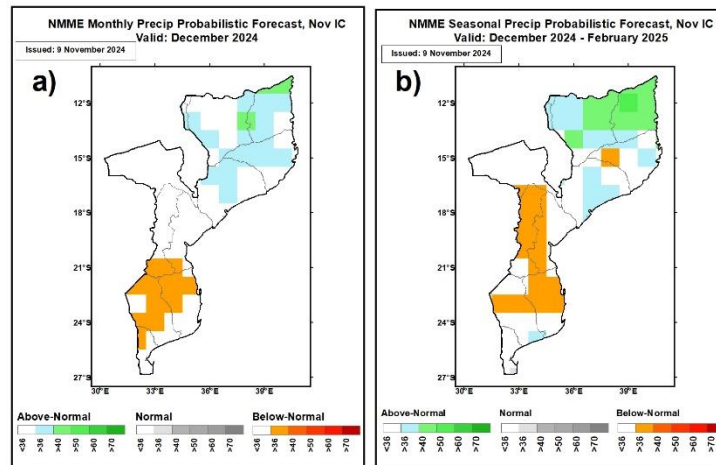 NMME Monthly Precip Probabilistic Forecast, Nov IC
Valid: December 2024
Issued: 9 November 2024
a)
12°S
15°S
18°S
21°S
24°S
27°S
30°E
33°E
36°E
39°E
Above-Normal
Normal
Below-Normal
<36 >36 >40 >50 >60 >70
<36 >36 >40 >50 >60 >70
<36 >36 >40 >50 >60 >70
NMME Seasonal Precip Probabilistic Forecast, Nov IC
Valid: December 2024 - February 2025
Issued: 9 November 2024
b)
12°S
15°S
18°S
21°S
24°S
27°S
30°E
33°E
36°E
39°E
Above-Normal
Normal
Below-Normal
<36 >36 >40 >50 >60 >70
<36 >36 >40 >50 >60 >70
<36 >36 >40 >50 >60 >70